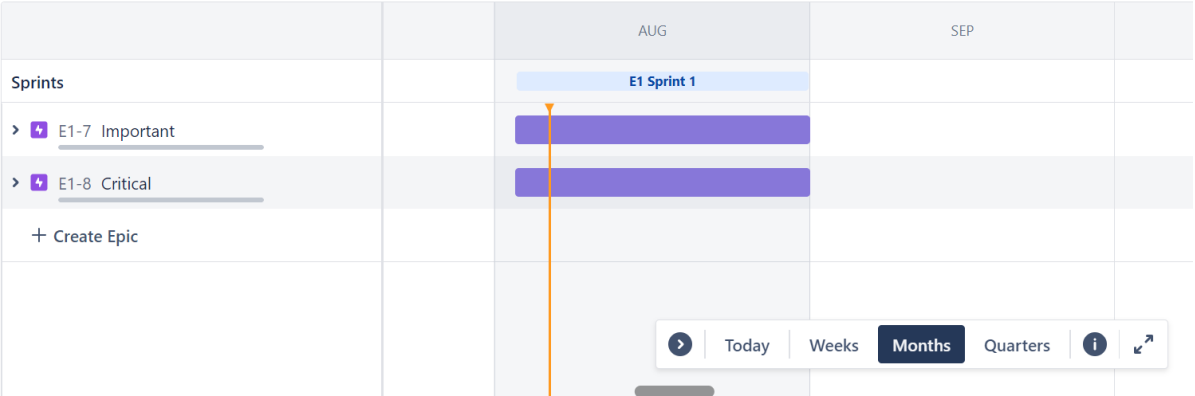 AUG SEP
Sprints E1 Sprint 1
E1-7 Important
E1-8 Critical
Create Epic
Today Weeks Months Quarters